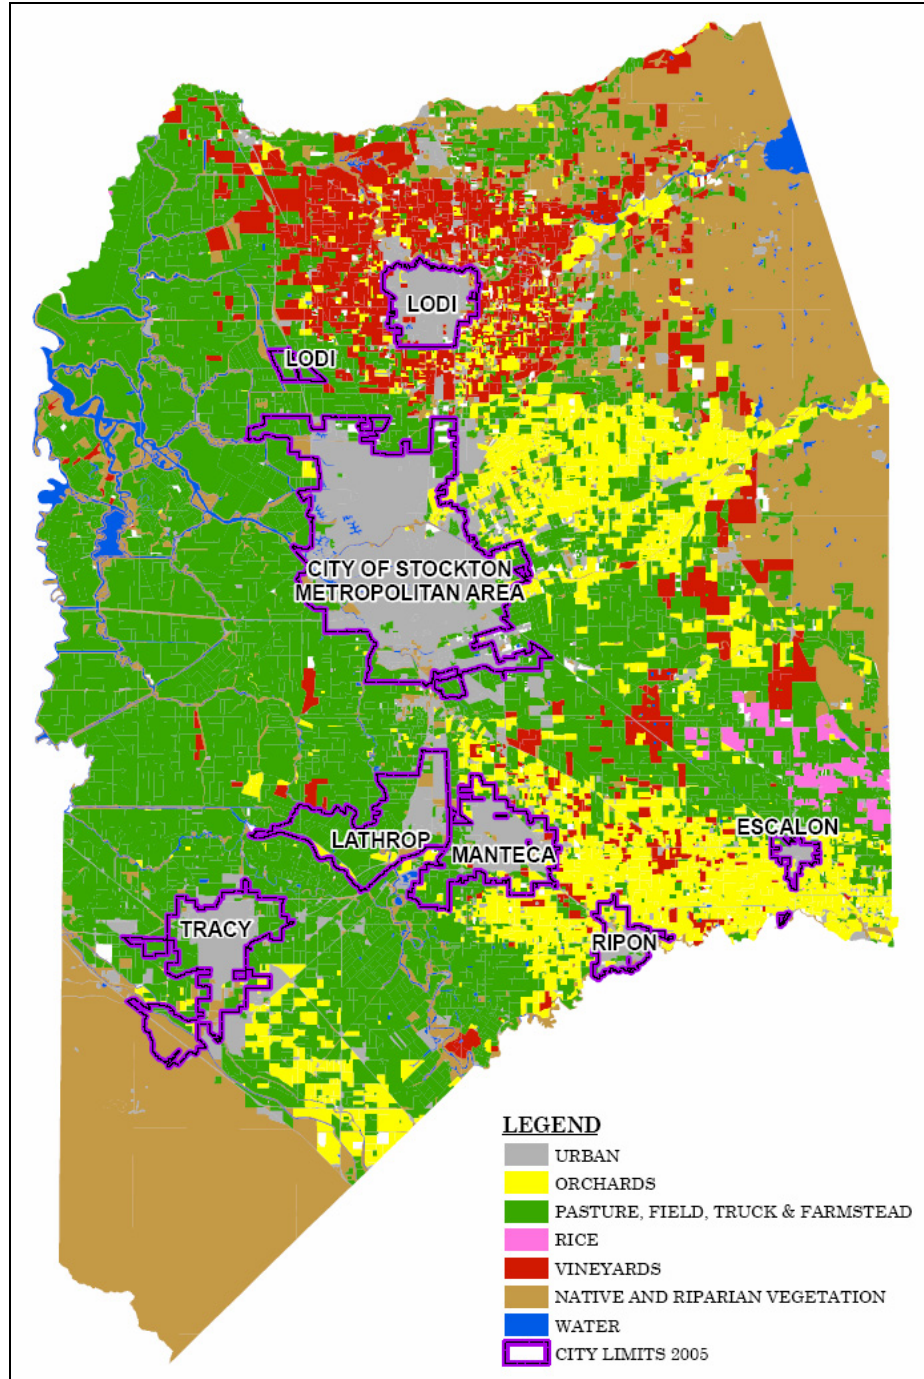 LODI
LODI
CITY OF STOCKTON
METROPOLITAN AREA
LATHROP
MANTECA
ESCALON
TRACY
RIPON
LEGEND
URBAN
ORCHARDS
PASTURE, FIELD, TRUCK & FARMSTEAD
RICE
VINEYARDS
NATIVE AND RIPARIAN VEGETATION
WATER
CITY LIMITS 2005